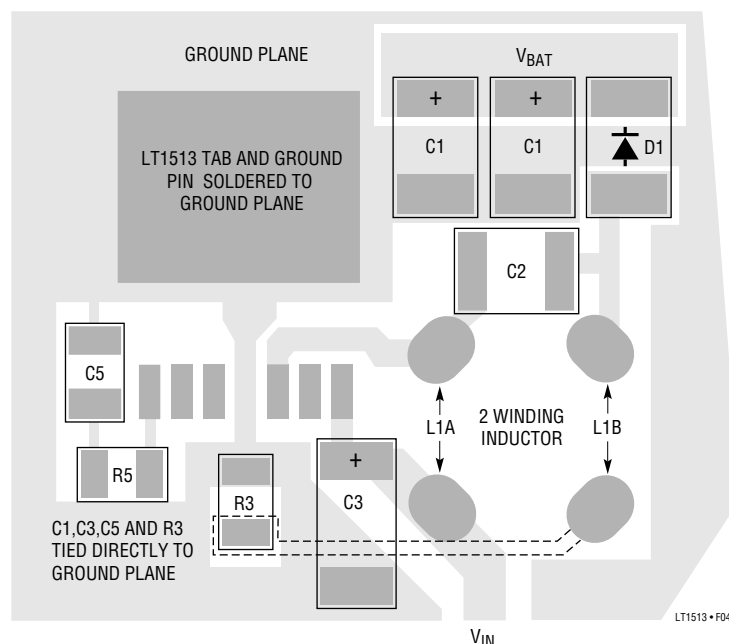 GROUND PLANE
VBAT
+
+
C1
C1
D1
LT1513 TAB AND GROUND
PIN SOLDERED TO
GROUND PLANE
C2
C5
L1A
2 WINDING
INDUCTOR
L1B
R5
+
R3
C3
C1,C3,C5 AND R3
TIED DIRECTLY TO
GROUND PLANE
LT1513 • F04
VIN